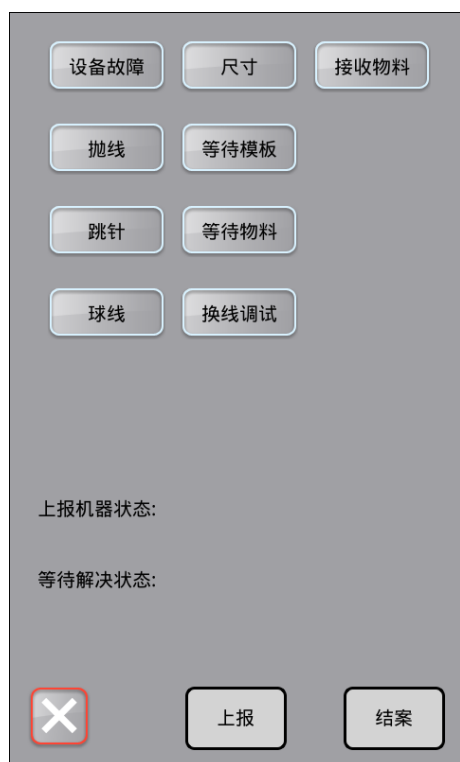 设备故障 尺寸 接收物料
抛线 等待模板
跳针 等待物料
球线 换线调试
上报机器状态:
等待解决状态:
上报 结案